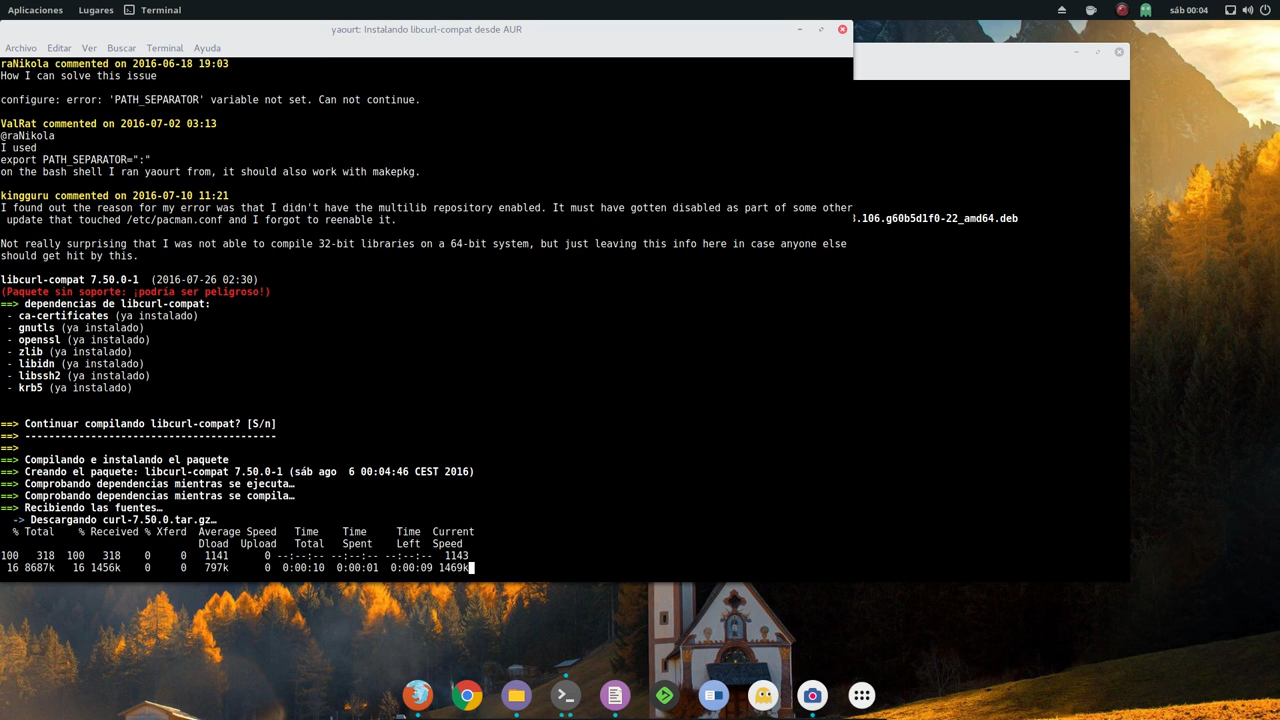 Aplicaciones Lugares Terminal sáb 00:04
yaourt: Instalando libcurl-compat desde AUR
Archivo Editar Ver Buscar Terminal Ayuda
raNikola commented on 2016-06-18 19:03
How I can solve this issue
configure: error: 'PATH_SEPARATOR' variable not set. Can not continue.
ValRat commented on 2016-07-02 03:13
@raNikola
I used
export PATH_SEPARATOR=":"
on the bash shell I ran yaourt from, it should also work with makepkg.
kingguru commented on 2016-07-10 11:21
I found out the reason for my error was that I didn't have the multilib repository enabled. It must have gotten disabled as part of some other
update that touched /etc/pacman.conf and I forgot to reenable it.
Not really surprising that I was not able to compile 32-bit libraries on a 64-bit system, but just leaving this info here in case anyone else
should get hit by this.
libcurl-compat 7.50.0-1  (2016-07-26 02:30)
(Paquete sin soporte: ¡podría ser peligroso!)
==> dependencias de libcurl-compat:
- ca-certificates (ya instalado)
- gnutls (ya instalado)
- openssl (ya instalado)
- zlib (ya instalado)
- libidn (ya instalado)
- libssh2 (ya instalado)
- krb5 (ya instalado)
==> Continuar compilando libcurl-compat? [S/n]
==> ------------------------------------------
==>
==> Compilando e instalando el paquete
==> Creando el paquete: libcurl-compat 7.50.0-1 (sáb ago  6 00:04:46 CEST 2016)
==> Comprobando dependencias mientras se ejecuta…
==> Comprobando dependencias mientras se compila…
==> Recibiendo las fuentes…
-> Descargando curl-7.50.0.tar.gz…
% Total    % Received % Xferd  Average Speed   Time    Time     Time  Current
Dload  Upload   Total   Spent    Left  Speed
100   318  100   318    0     0   1141      0 --:--:-- --:--:-- --:--:--  1143
16 8687k   16 1456k    0     0   797k      0  0:00:10  0:00:01  0:00:09 1469k
.106.g60b5d1f0-22_amd64.deb